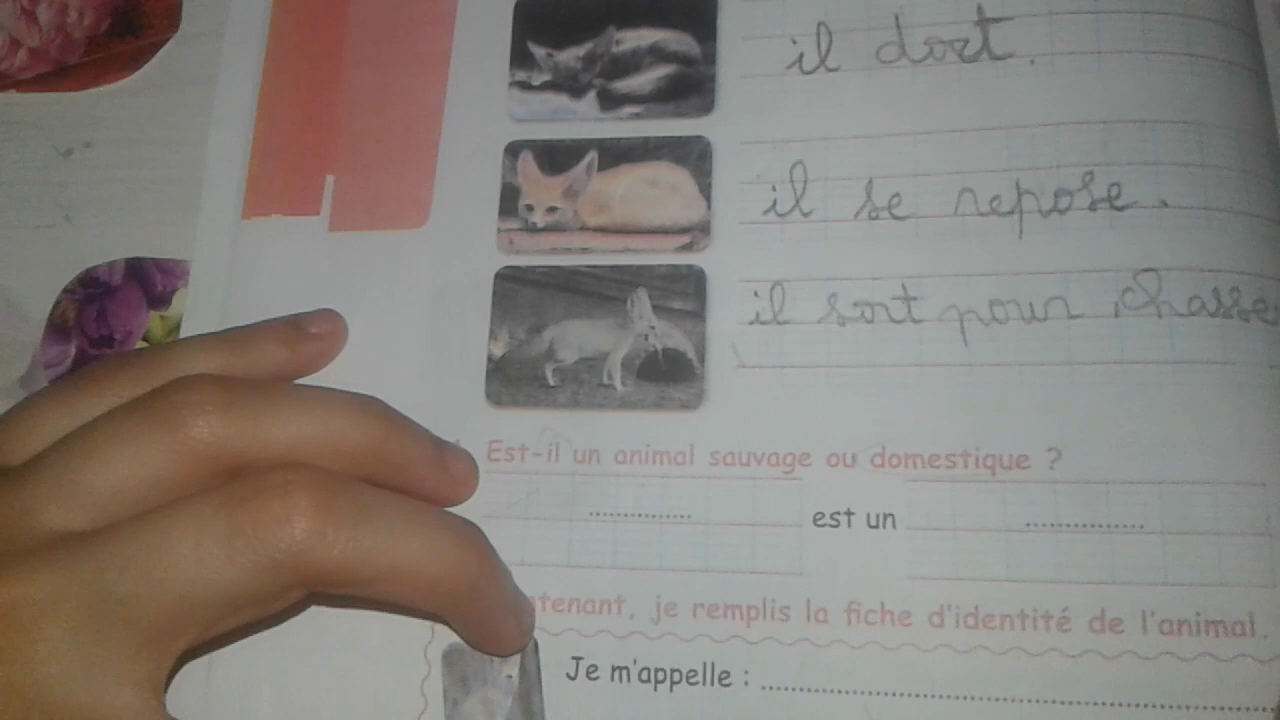 il dort.
il se repose.
il sort pour chasse
Est-il un animal sauvage ou domestique ?
............... est un .................
tenant, je remplis la fiche d'identité de l'animal.
Je m'appelle : ..................................................